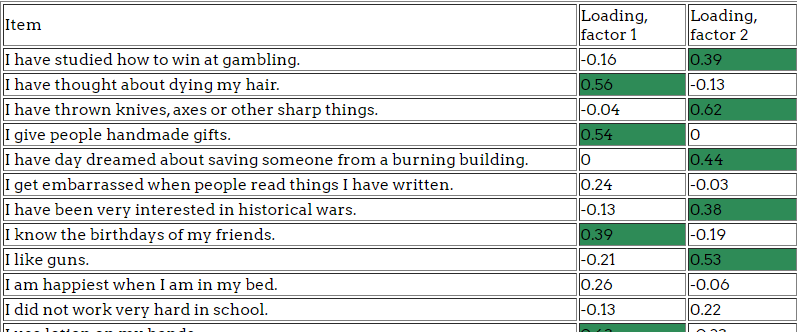 Item Loading, factor 1 Loading, factor 2
I have studied how to win at gambling. -0.16 0.39
I have thought about dying my hair. 0.56 -0.13
I have thrown knives, axes or other sharp things. -0.04 0.62
I give people handmade gifts. 0.54 0
I have day dreamed about saving someone from a burning building. 0 0.44
I get embarrassed when people read things I have written. 0.24 -0.03
I have been very interested in historical wars. -0.13 0.38
I know the birthdays of my friends. 0.39 -0.19
I like guns. -0.21 0.53
I am happiest when I am in my bed. 0.26 -0.06
I did not work very hard in school. -0.13 0.22
I use lotion on my hands.